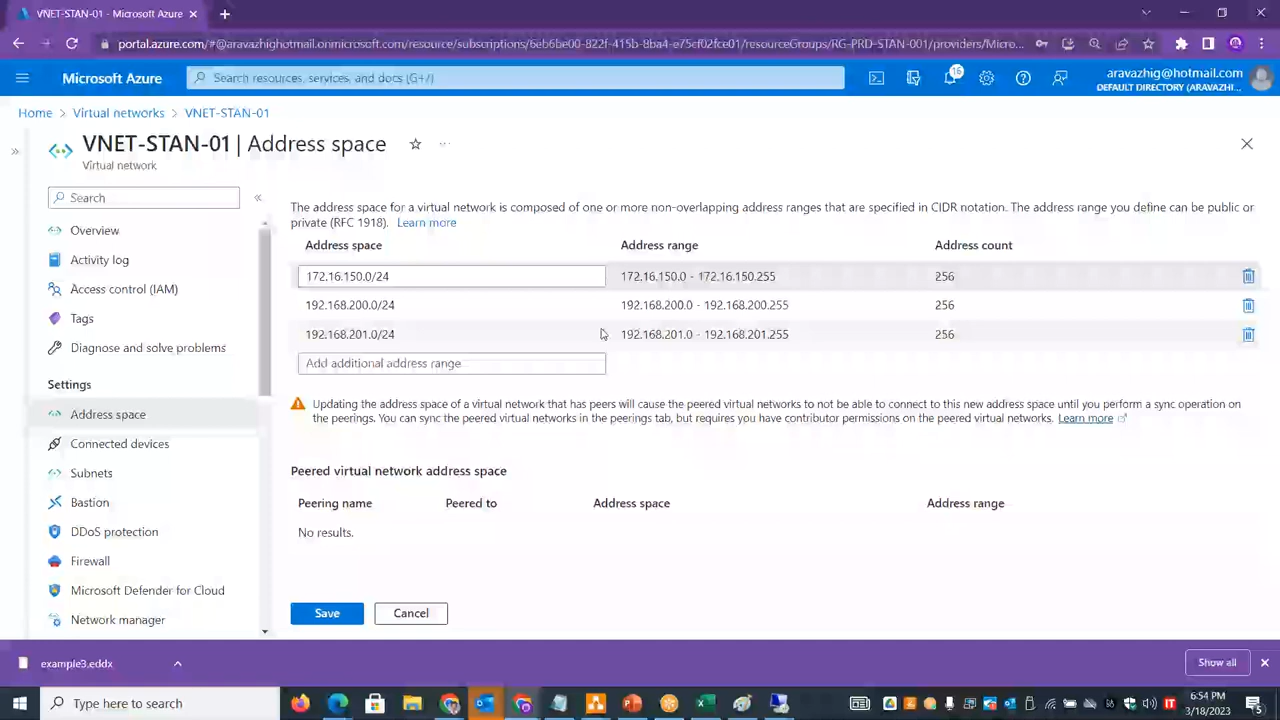 VNET-STAN-01 - Microsoft Azure
portal.azure.com/#@aravazhighotmail.onmicrosoft.com/resource/subscriptions/6eb6be00-822f-415b-8ba4-e75cf02fce01/resourceGroups/RG-PRD-STAN-001/providers/Micro...
Microsoft Azure
Search resources, services, and docs (G+/)
16
aravazhig@hotmail.com
DEFAULT DIRECTORY (ARAVAZHI...
Home > Virtual networks > VNET-STAN-01
VNET-STAN-01 | Address space
Virtual network
Search
Overview
Activity log
Access control (IAM)
Tags
Diagnose and solve problems
Settings
Address space
Connected devices
Subnets
Bastion
DDoS protection
Firewall
Microsoft Defender for Cloud
Network manager
The address space for a virtual network is composed of one or more non-overlapping address ranges that are specified in CIDR notation. The address range you define can be public or
private (RFC 1918). Learn more
Address space Address range Address count
172.16.150.0/24 172.16.150.0 - 172.16.150.255 256
192.168.200.0/24 192.168.200.0 - 192.168.200.255 256
192.168.201.0/24 192.168.201.0 - 192.168.201.255 256
Add additional address range
Updating the address space of a virtual network that has peers will cause the peered virtual networks to not be able to connect to this new address space until you perform a sync operation on
the peerings. You can sync the peered virtual networks in the peerings tab, but requires you have contributor permissions on the peered virtual networks. Learn more
Peered virtual network address space
Peering name Peered to Address space Address range
No results.
Save Cancel
example3.eddx
Show all
Type here to search
6:54 PM
3/18/2023
5